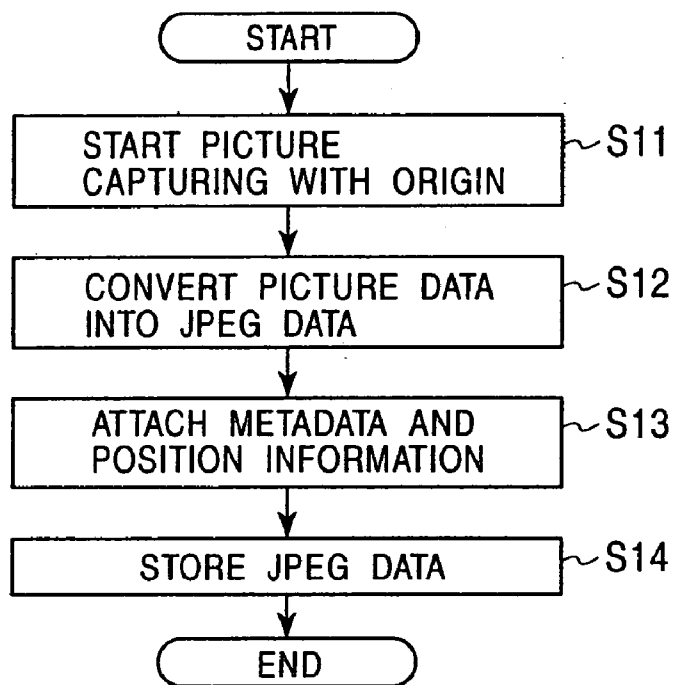 START
START PICTURE
CAPTURING WITH ORIGIN
S11
CONVERT PICTURE DATA
INTO JPEG DATA
S12
ATTACH METADATA AND
POSITION INFORMATION
S13
STORE JPEG DATA
S14
END